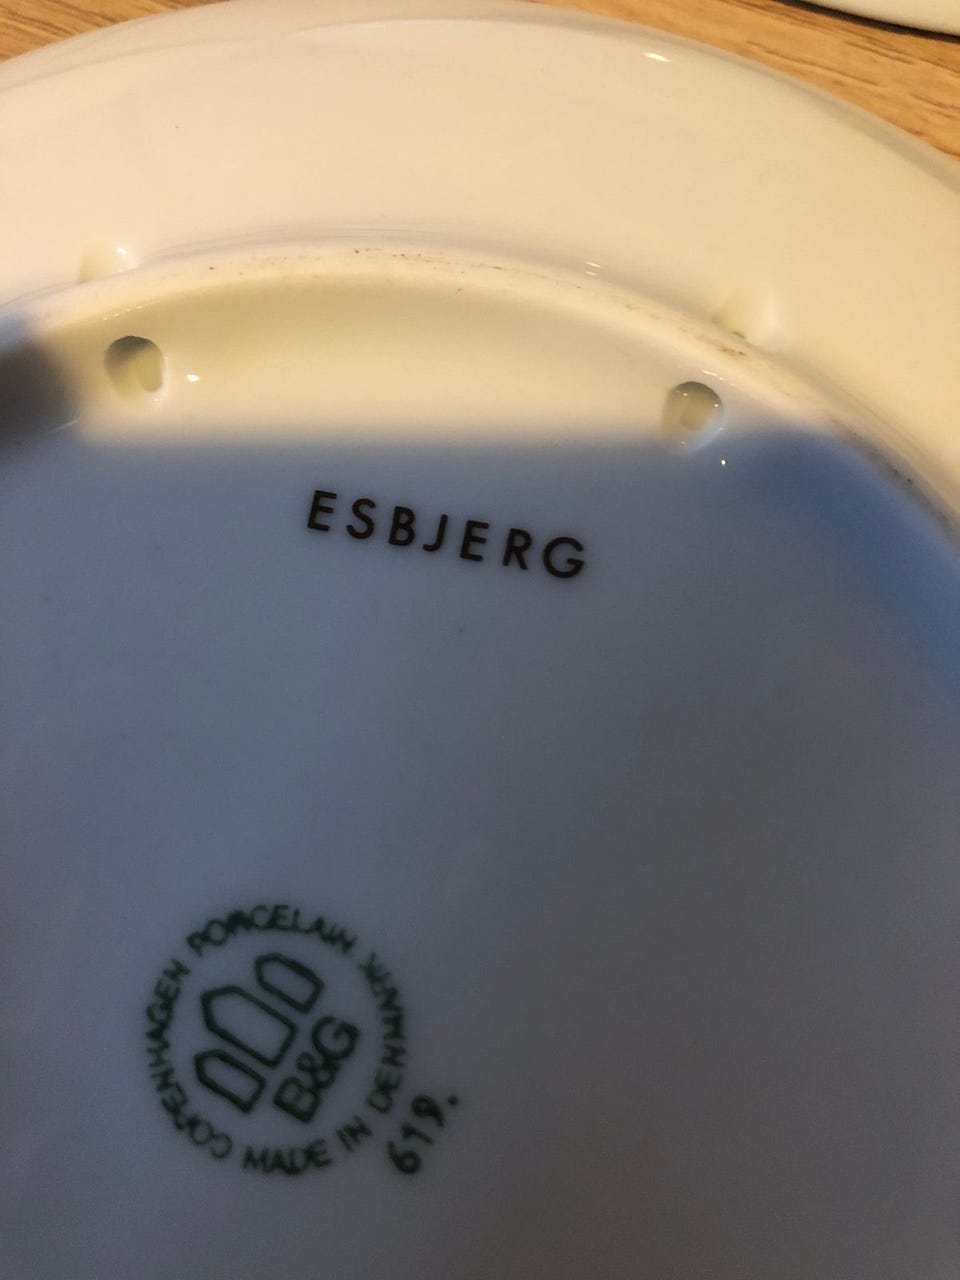 ESBJERG
COPENHAGEN PORCELAIN
MADE IN DENMARK
B&G
619.